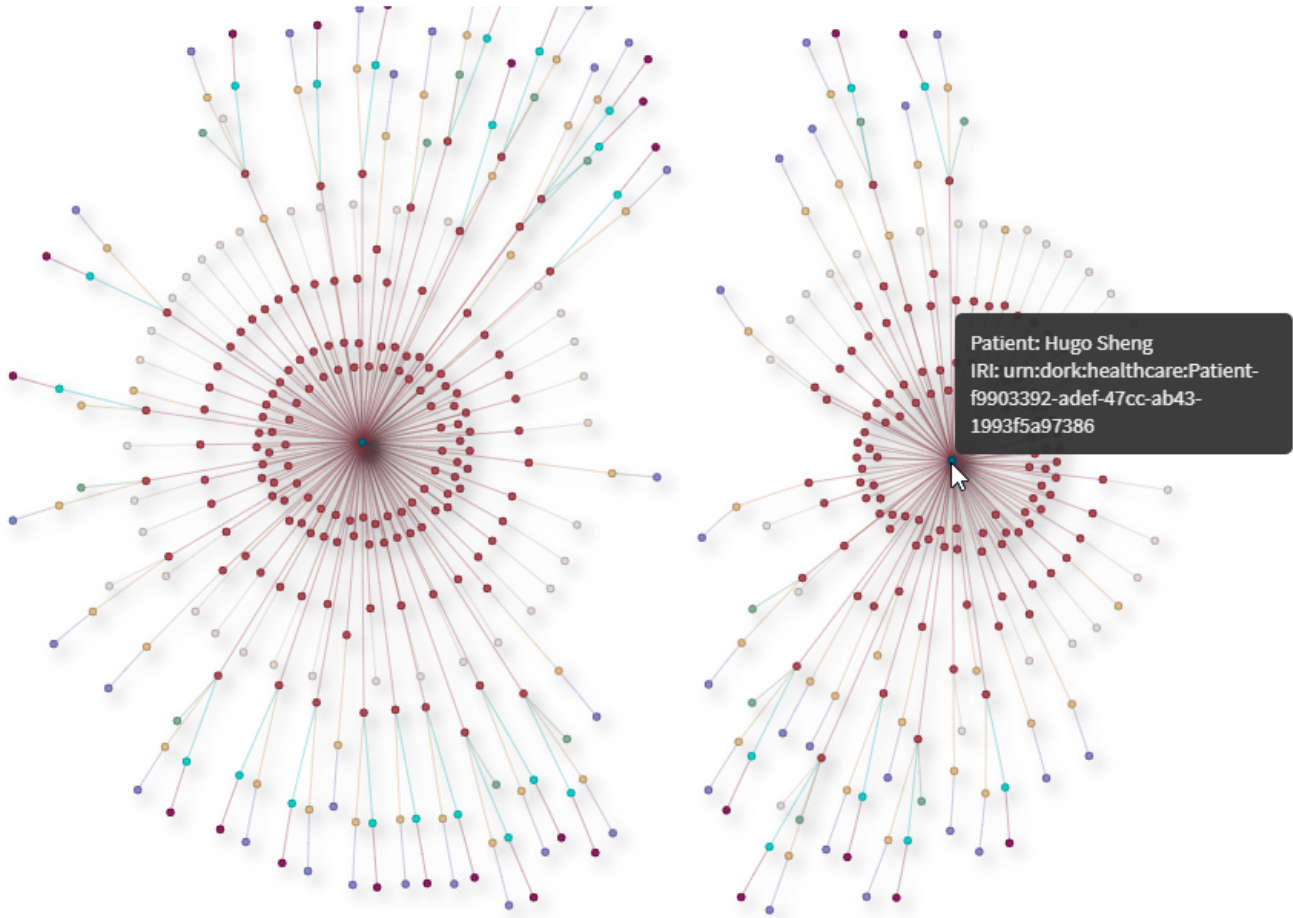 Patient: Hugo Sheng
IRI: urn:dork:healthcare:Patient-
f9903392-adef-47cc-ab43-
1993f5a97386